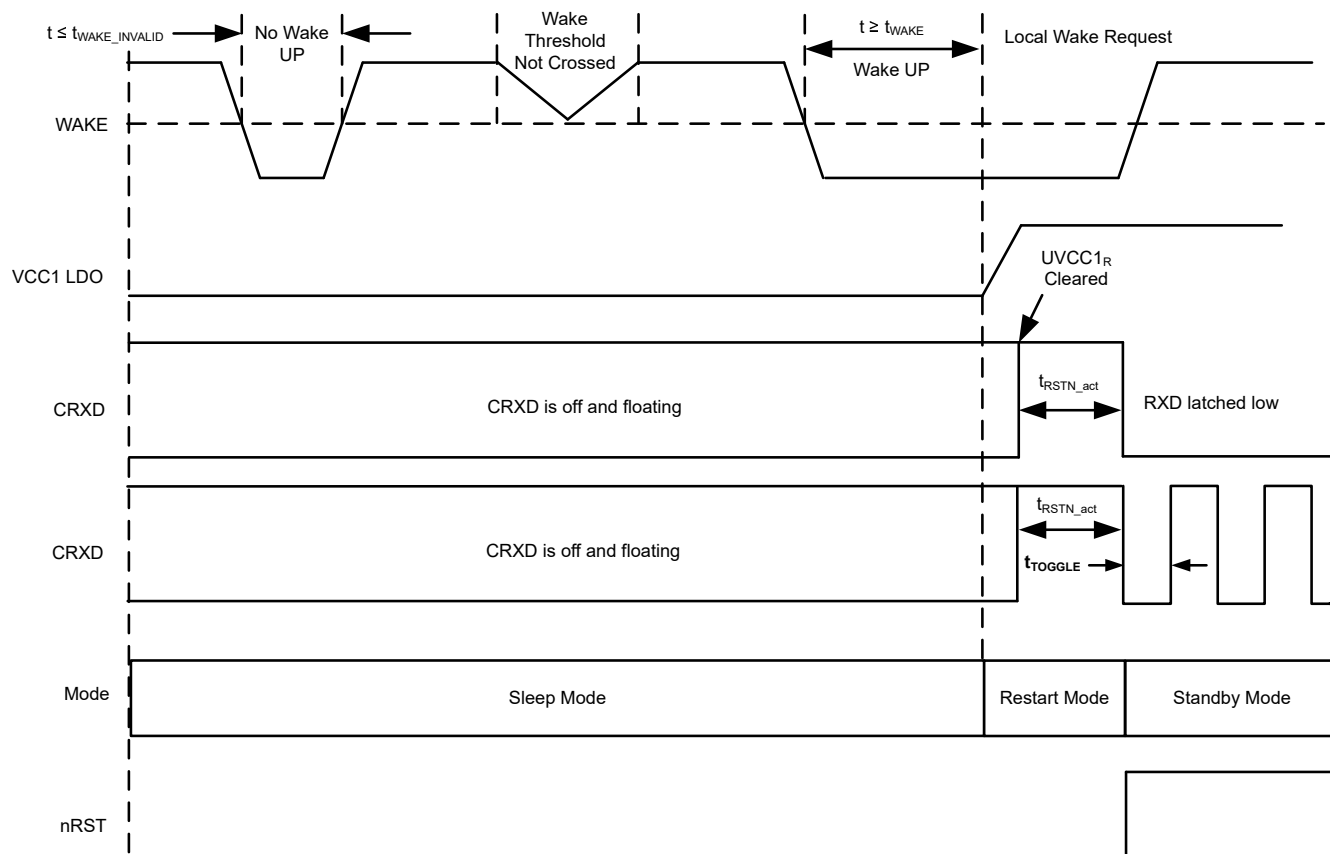 t ≤ tWAKE_INVALID
No Wake
UP
Wake
Threshold
Not Crossed
t ≥ tWAKE
Wake UP
Local Wake Request
WAKE
VCC1 LDO
UVCC1R
Cleared
CRXD
CRXD is off and floating
tRSTN_act
RXD latched low
CRXD
CRXD is off and floating
tRSTN_act
tTOGGLE
Mode
Sleep Mode
Restart Mode
Standby Mode
nRST